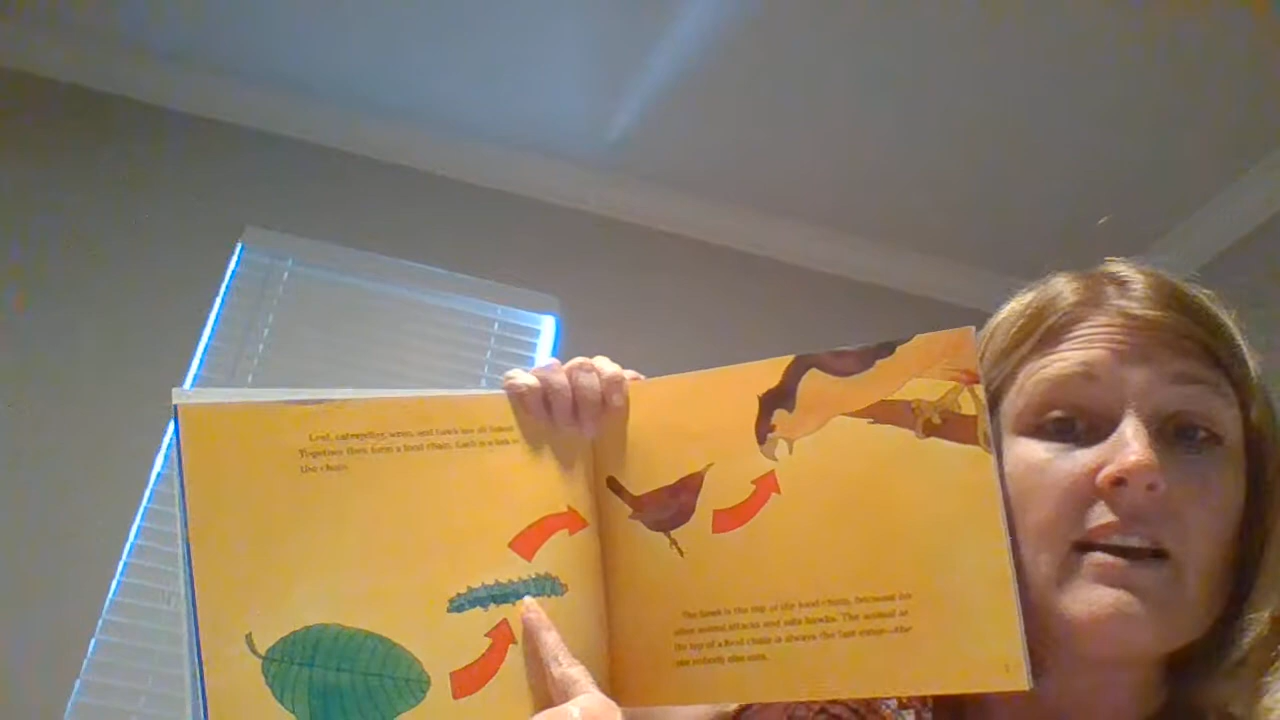 Leaf, caterpillar, wren, and hawk are all linked
Together they form a food chain. Each is a link in
the chain.
The hawk is the top of the food chain, because no
other animal attacks and eats hawks. The animal at
the top of a food chain is always the last eater—the
one nobody else eats.